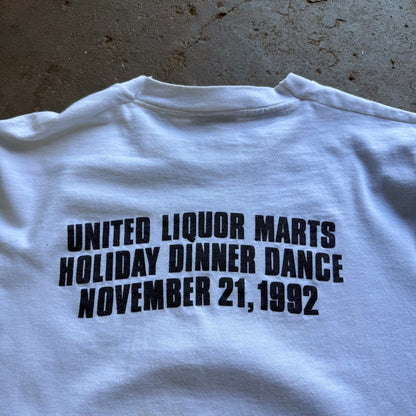 UNITED LIQUOR MARTS
HOLIDAY DINNER DANCE
NOVEMBER 21, 1992